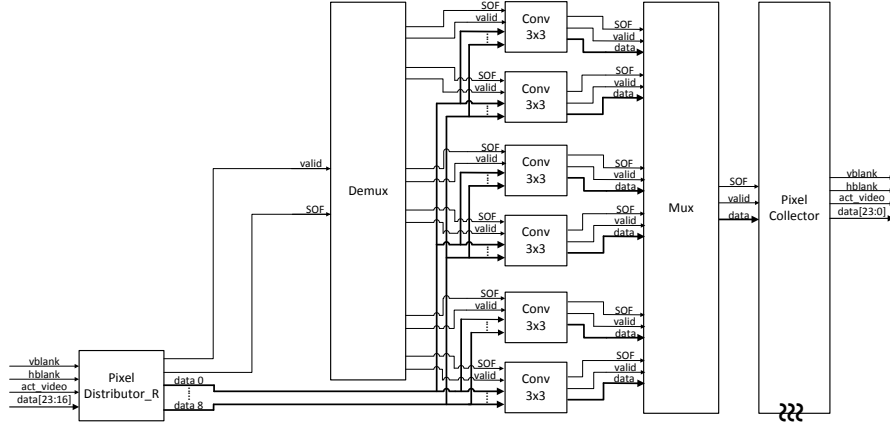 SOF
valid
Conv
3x3
SOF
valid
data
SOF
valid
Conv
3x3
SOF
valid
data
SOF
valid
Conv
3x3
SOF
valid
data
SOF
valid
Conv
3x3
SOF
valid
data
SOF
valid
Conv
3x3
SOF
valid
data
SOF
valid
Conv
3x3
SOF
valid
data
valid
SOF
Demux
Mux
SOF
valid
data
Pixel
Collector
vblank
hblank
act_video
data[23:0]
vblank
hblank
act_video
data[23:16]
Pixel
Distributor_R
data 0
data 8